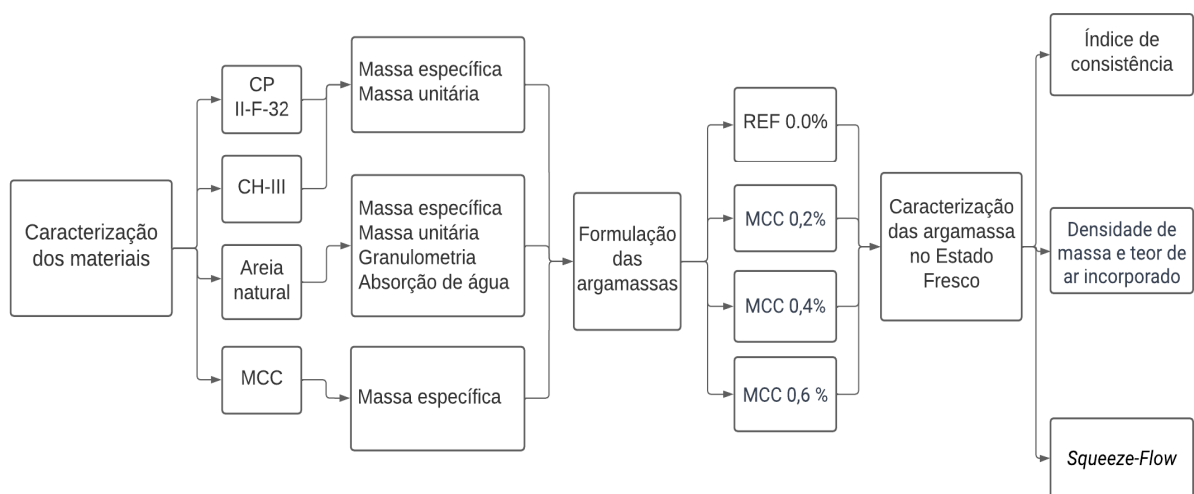 Caracterização
dos materiais
CP
II-F-32
CH-III
Areia
natural
MCC
Massa específica
Massa unitária
Massa específica
Massa unitária
Granulometria
Absorção de água
Massa específica
Formulação
das
argamassas
REF 0.0%
MCC 0,2%
MCC 0,4%
MCC 0,6 %
Caracterização
das argamassa
no Estado
Fresco
Índice de
consistência
Densidade de
massa e teor de
ar incorporado
Squeeze-Flow